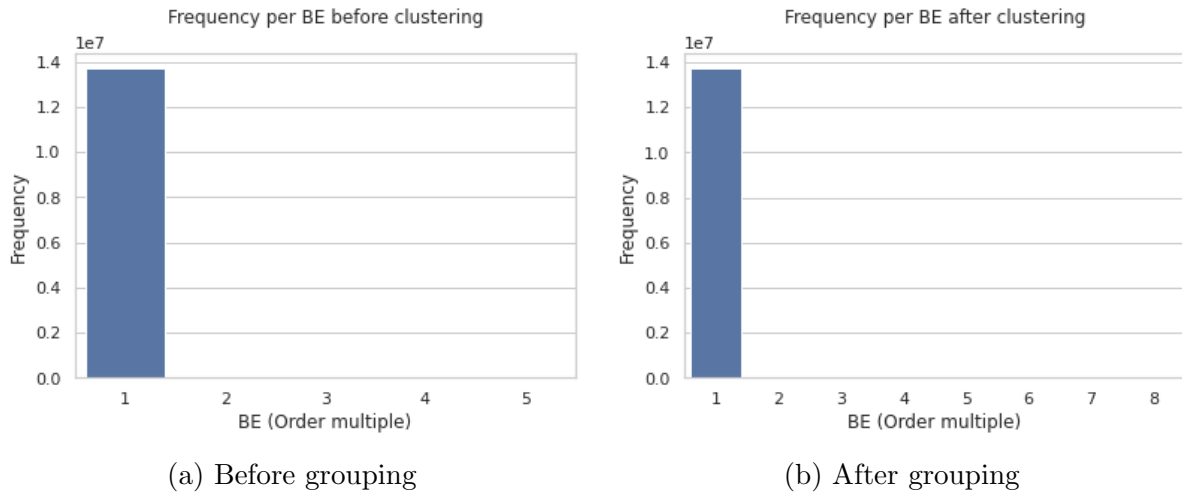 Frequency per BE before clustering
1e7
1.4
1.2
1.0
0.8
0.6
0.4
0.2
0.0
Frequency
1 2 3 4 5
BE (Order multiple)
(a) Before grouping
Frequency per BE after clustering
1e7
1.4
1.2
1.0
0.8
0.6
0.4
0.2
0.0
Frequency
1 2 3 4 5 6 7 8
BE (Order multiple)
(b) After grouping